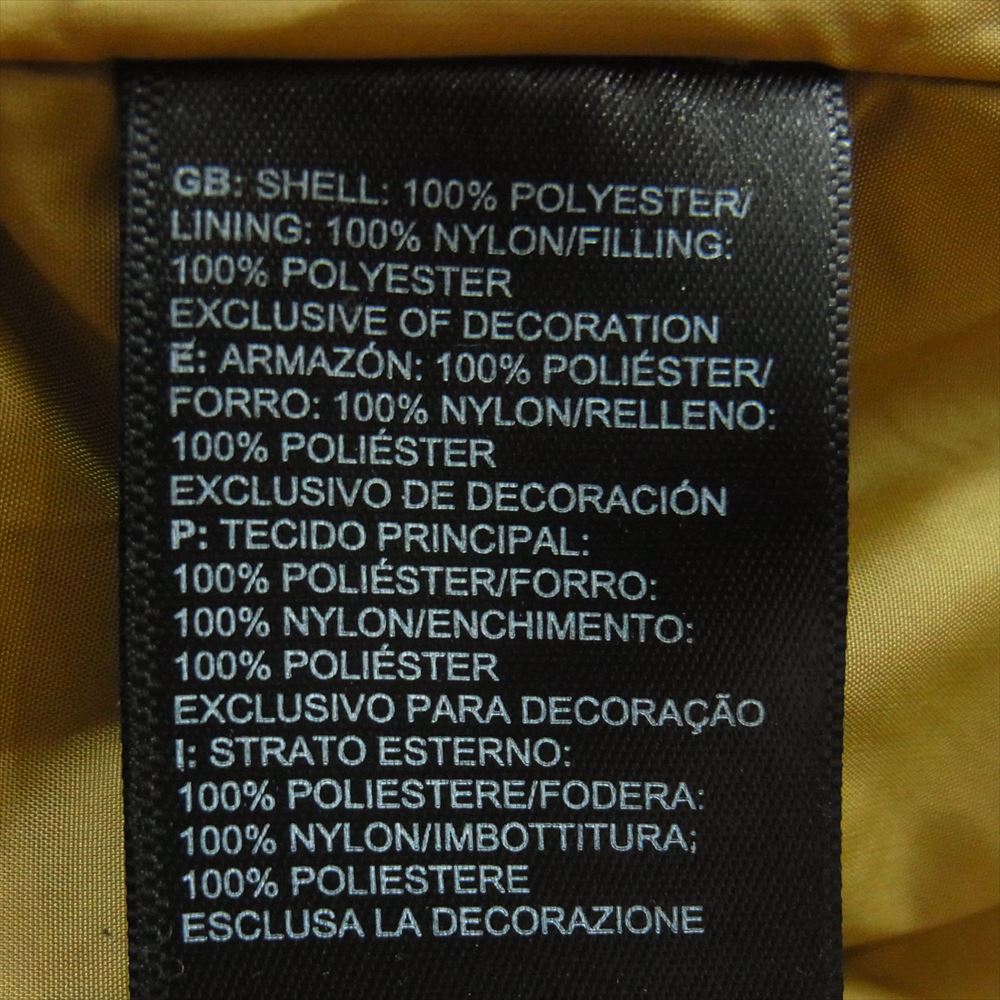 GB: SHELL: 100% POLYESTER/
LINING: 100% NYLON/FILLING:
100% POLYESTER
EXCLUSIVE OF DECORATION
E: ARMAZÓN: 100% POLIÉSTER/
FORRO: 100% NYLON/RELLENO:
100% POLIÉSTER
EXCLUSIVO DE DECORACIÓN
P: TECIDO PRINCIPAL:
100% POLIÉSTER/FORRO:
100% NYLON/ENCHIMENTO:
100% POLIÉSTER
EXCLUSIVO PARA DECORAÇÃO
I: STRATO ESTERNO:
100% POLIESTERE/FODERA:
100% NYLON/IMBOTTITURA;
100% POLIESTERE
ESCLUSA LA DECORAZIONE